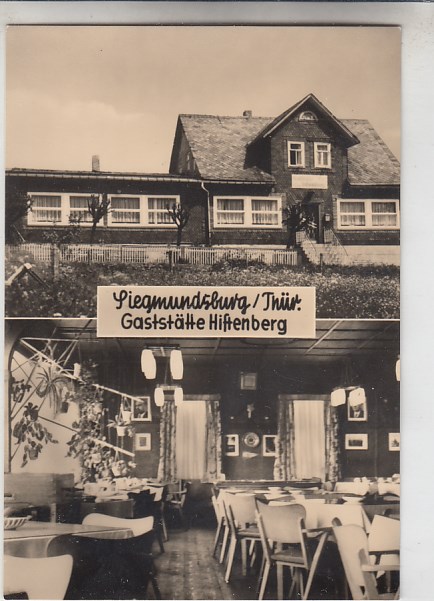 Siegmundsburg/Thür.
Gaststätte Hiftenberg